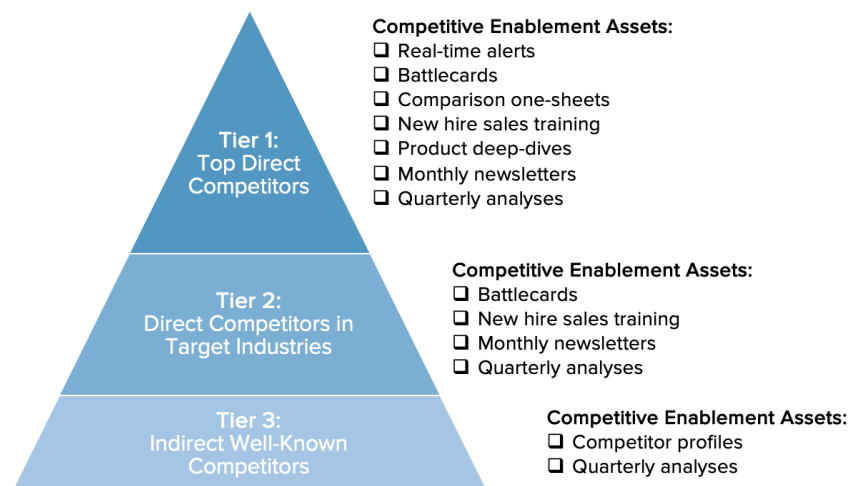 Competitive Enablement Assets:
❑ Real-time alerts
❑ Battlecards
❑ Comparison one-sheets
❑ New hire sales training
❑ Product deep-dives
❑ Monthly newsletters
❑ Quarterly analyses
Tier 1:
Top Direct
Competitors
Competitive Enablement Assets:
❑ Battlecards
❑ New hire sales training
❑ Monthly newsletters
❑ Quarterly analyses
Tier 2:
Direct Competitors in
Target Industries
Competitive Enablement Assets:
❑ Competitor profiles
❑ Quarterly analyses
Tier 3:
Indirect Well-Known
Competitors